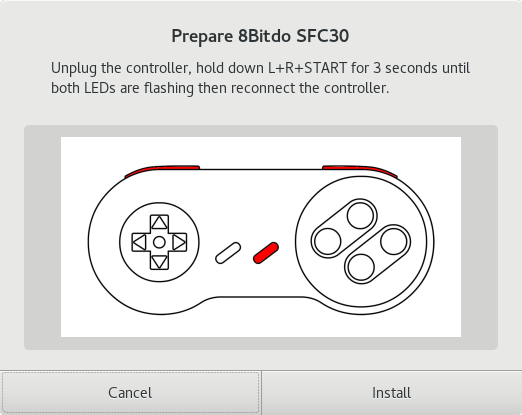 Prepare 8Bitdo SFC30
Unplug the controller, hold down L+R+START for 3 seconds until
both LEDs are flashing then reconnect the controller.
Cancel
Install